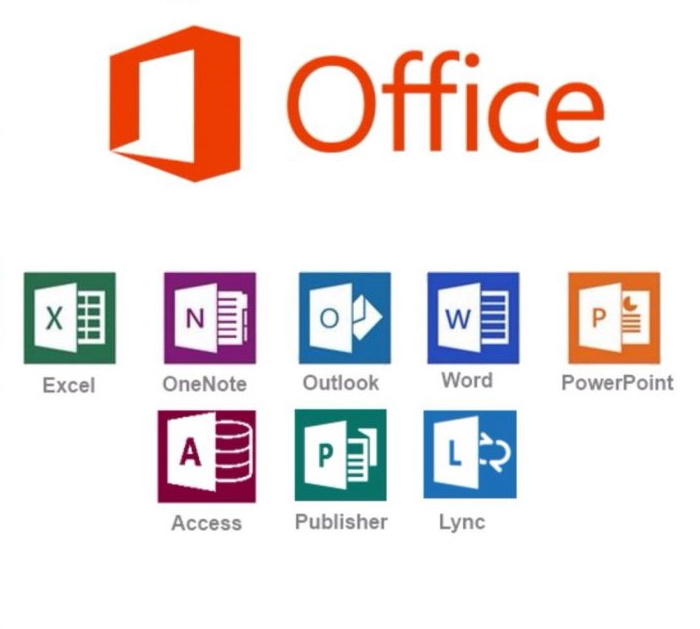 Office
X N O W P
Excel OneNote Outlook Word PowerPoint
A P L
Access Publisher Lync